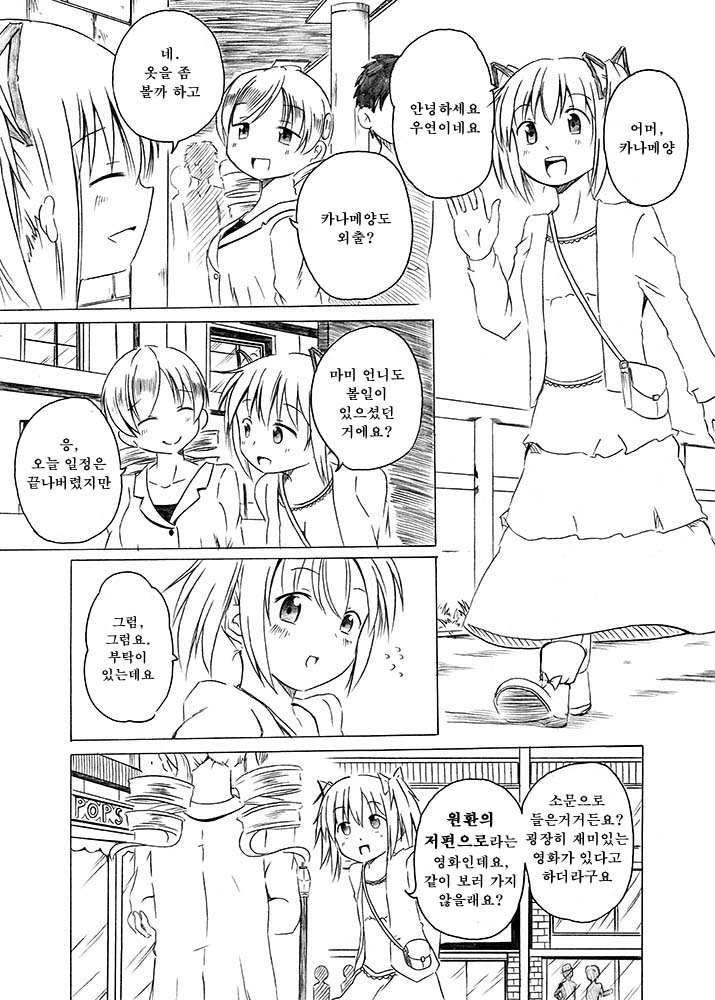 어머,
카나메양
안녕하세요
우연이네요
카나메양도
외출?
네.
옷을 좀
볼까 하고
마미 언니도
볼일이
있으셨던
거에요?
응,
오늘 일정은
끝나버렸지만
그럼,
그럼요.
부탁이
있는데요
소문으로
들은거거든요?
굉장히 재미있는
영화가 있다고
하더라구요
원환의
저편으로라는
영화인데요,
같이 보러 가지
않을래요?
P.O.P.S